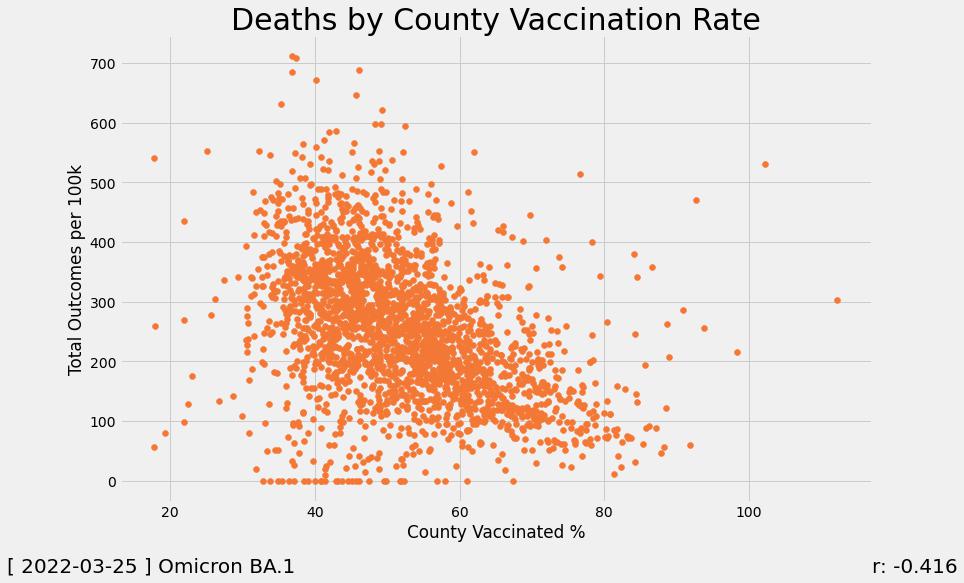 Deaths by County Vaccination Rate
Total Outcomes per 100k
700
600
500
400
300
200
100
0
20 40 60 80 100
County Vaccinated %
[ 2022-03-25 ] Omicron BA.1 r: -0.416